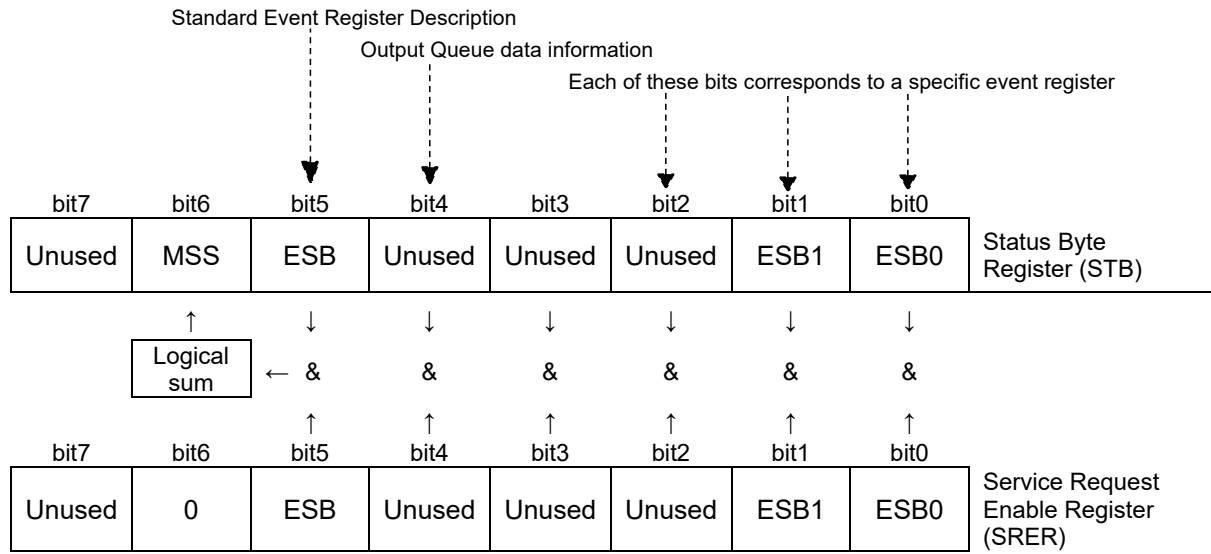 Standard Event Register Description
Output Queue data information
Each of these bits corresponds to a specific event register
bit7 bit6 bit5 bit4 bit3 bit2 bit1 bit0
Unused MSS ESB Unused Unused Unused ESB1 ESB0
Status Byte
Register (STB)
↑ ↓ ↓ ↓ ↓ ↓ ↓
Logical
sum
← & & & & & &
↑ ↑ ↑ ↑ ↑ ↑
bit7 bit6 bit5 bit4 bit3 bit2 bit1 bit0
Unused 0 ESB Unused Unused Unused ESB1 ESB0
Service Request
Enable Register
(SRER)